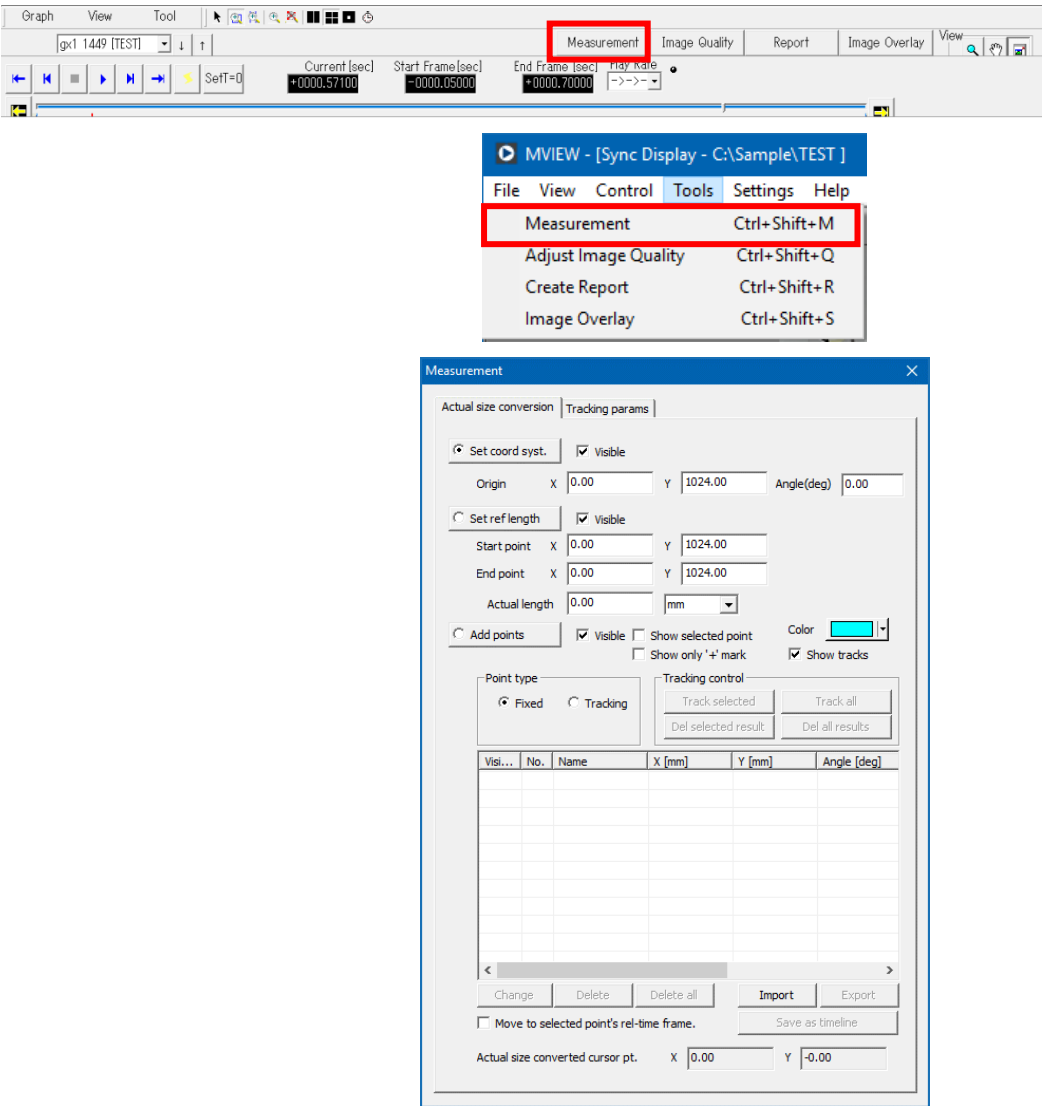 Graph View Tool
gx1 1449 [TEST] ↓ ↑ Measurement Image Quality Report Image Overlay View
SetT=0 Current [sec] Start Frame[sec] End Frame [sec] Play Rate
+0000.57100 -0000.05000 +0000.70000 ->->-
MVIEW - [Sync Display - C:\Sample\TEST ]
File View Control Tools Settings Help
Measurement Ctrl+Shift+M
Adjust Image Quality Ctrl+Shift+Q
Create Report Ctrl+Shift+R
Image Overlay Ctrl+Shift+S
Measurement
Actual size conversion Tracking params
Set coord syst. Visible
Origin X 0.00 Y 1024.00 Angle(deg) 0.00
Set ref length Visible
Start point X 0.00 Y 1024.00
End point X 0.00 Y 1024.00
Actual length 0.00 mm
Add points Visible Show selected point Color
Show only '+' mark Show tracks
Point type Tracking control
Fixed Tracking Track selected Track all
Del selected result Del all results
Visi... No. Name X [mm] Y [mm] Angle [deg]
Change Delete Delete all Import Export
Move to selected point's rel-time frame. Save as timeline
Actual size converted cursor pt. X 0.00 Y -0.00